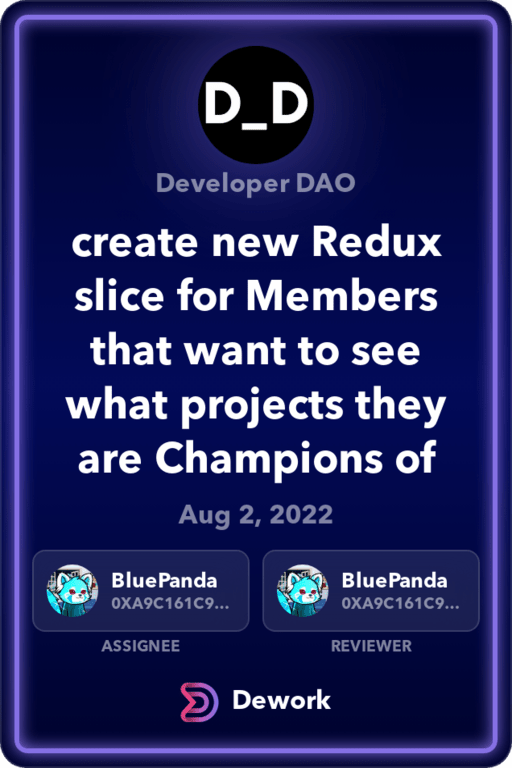 D_D
Developer DAO
create new Redux
slice for Members
that want to see
what projects they
are Champions of
Aug 2, 2022
BluePanda
0XA9C161C9...
ASSIGNEE
BluePanda
0XA9C161C9...
REVIEWER
Dework